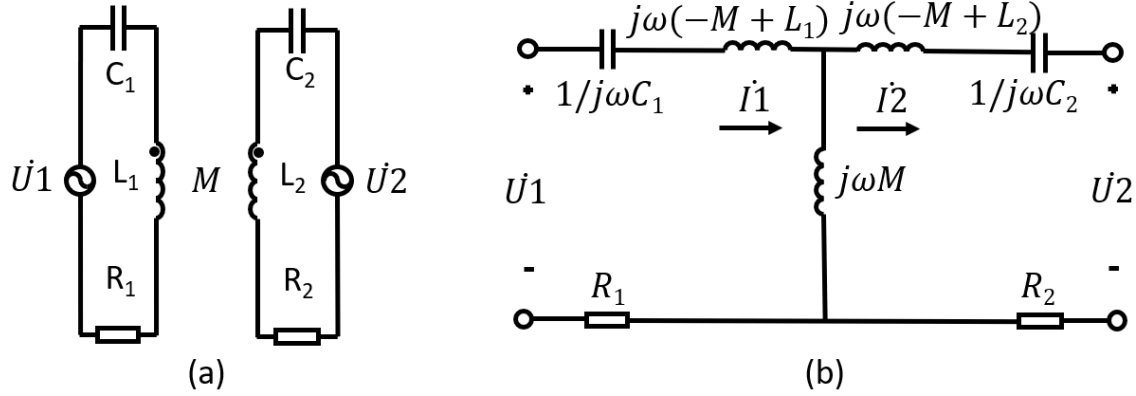 C₁
C₂
U̇1
L₁
M
L₂
U̇2
R₁
R₂
(a)
jω(−M + L₁)
jω(−M + L₂)
1/jωC₁
İ1
İ2
1/jωC₂
+
+
U̇1
jωM
U̇2
-
-
R₁
R₂
(b)